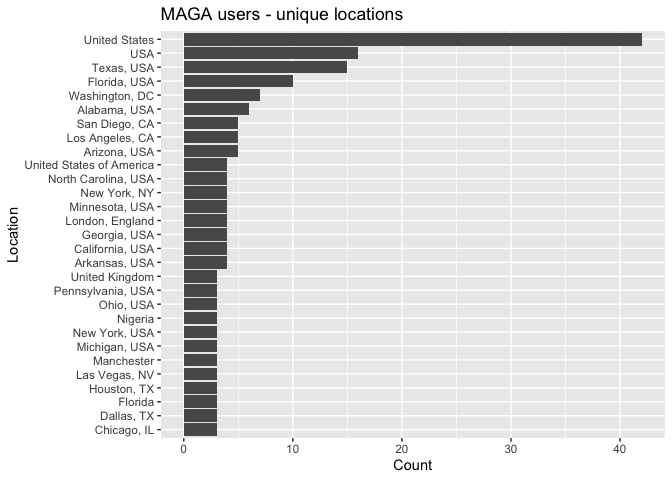 MAGA users - unique locations
United States
USA
Texas, USA
Florida, USA
Washington, DC
Alabama, USA
San Diego, CA
Los Angeles, CA
Arizona, USA
United States of America
North Carolina, USA
New York, NY
Minnesota, USA
London, England
Georgia, USA
California, USA
Arkansas, USA
United Kingdom
Pennsylvania, USA
Ohio, USA
Nigeria
New York, USA
Michigan, USA
Manchester
Las Vegas, NV
Houston, TX
Florida
Dallas, TX
Chicago, IL
Location
0 10 20 30 40
Count